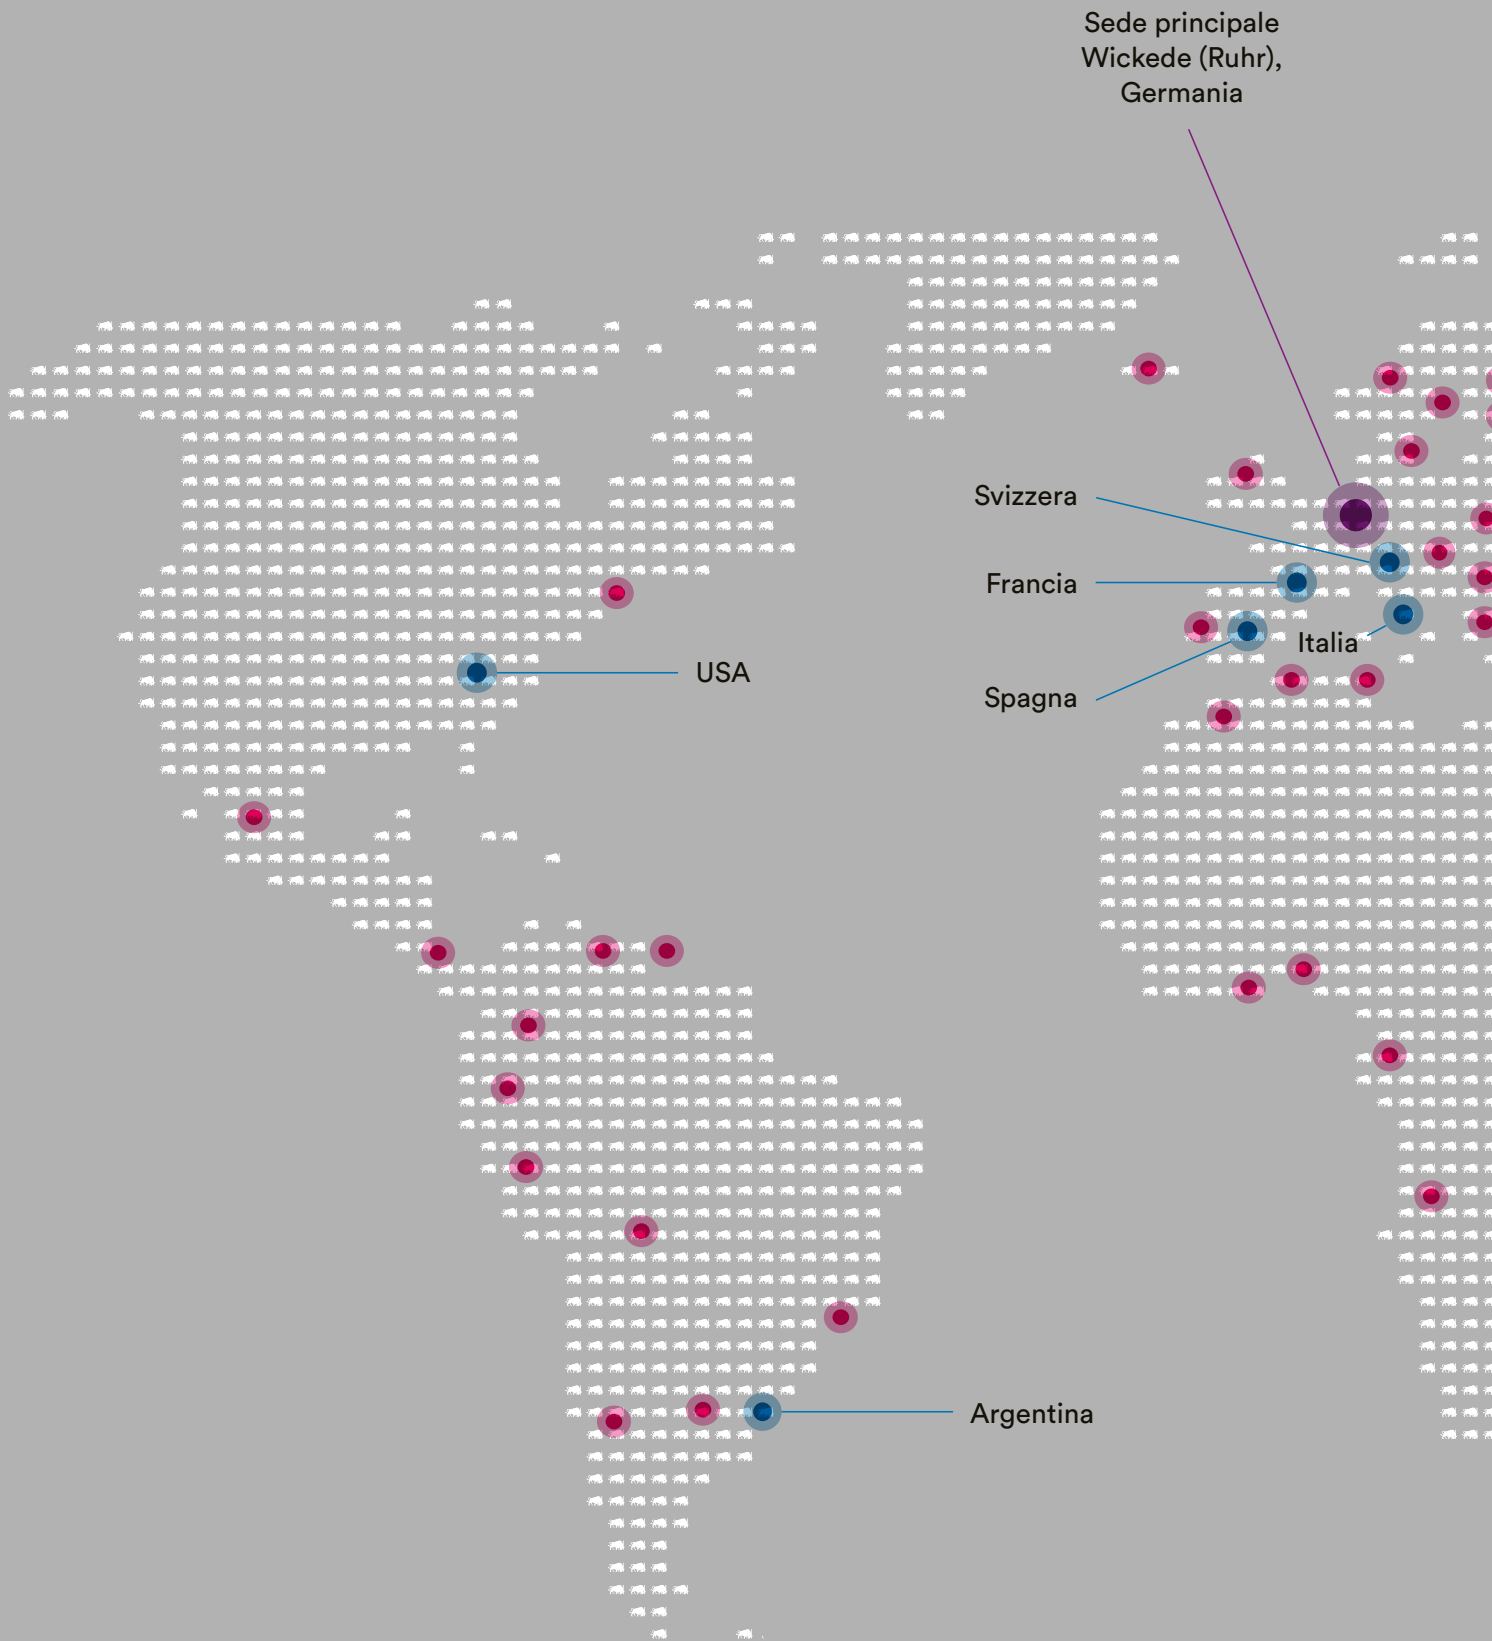 Sede principale
Wickede (Ruhr),
Germania
Svizzera
Francia
Italia
USA
Spagna
Argentina